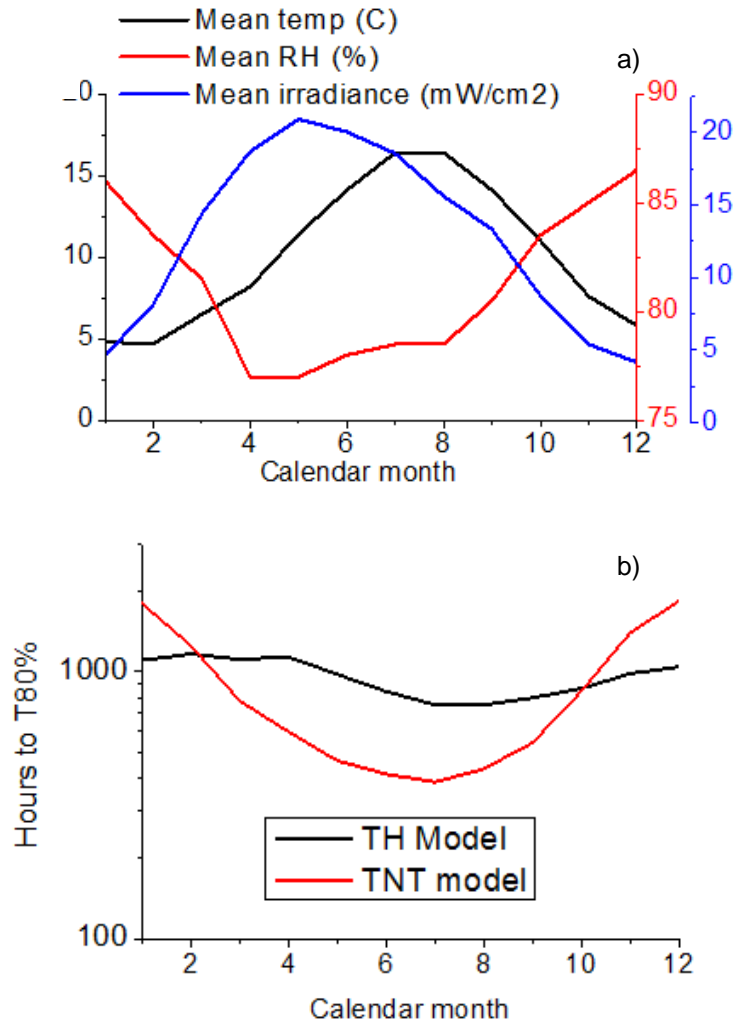 Mean temp (C)
Mean RH (%)
Mean irradiance (mW/cm2)
a)
15
10
5
0
90
85
80
75
20
15
10
5
0
2 4 6 8 10 12
Calendar month
b)
Hours to T80%
1000
100
TH Model
TNT model
2 4 6 8 10 12
Calendar month